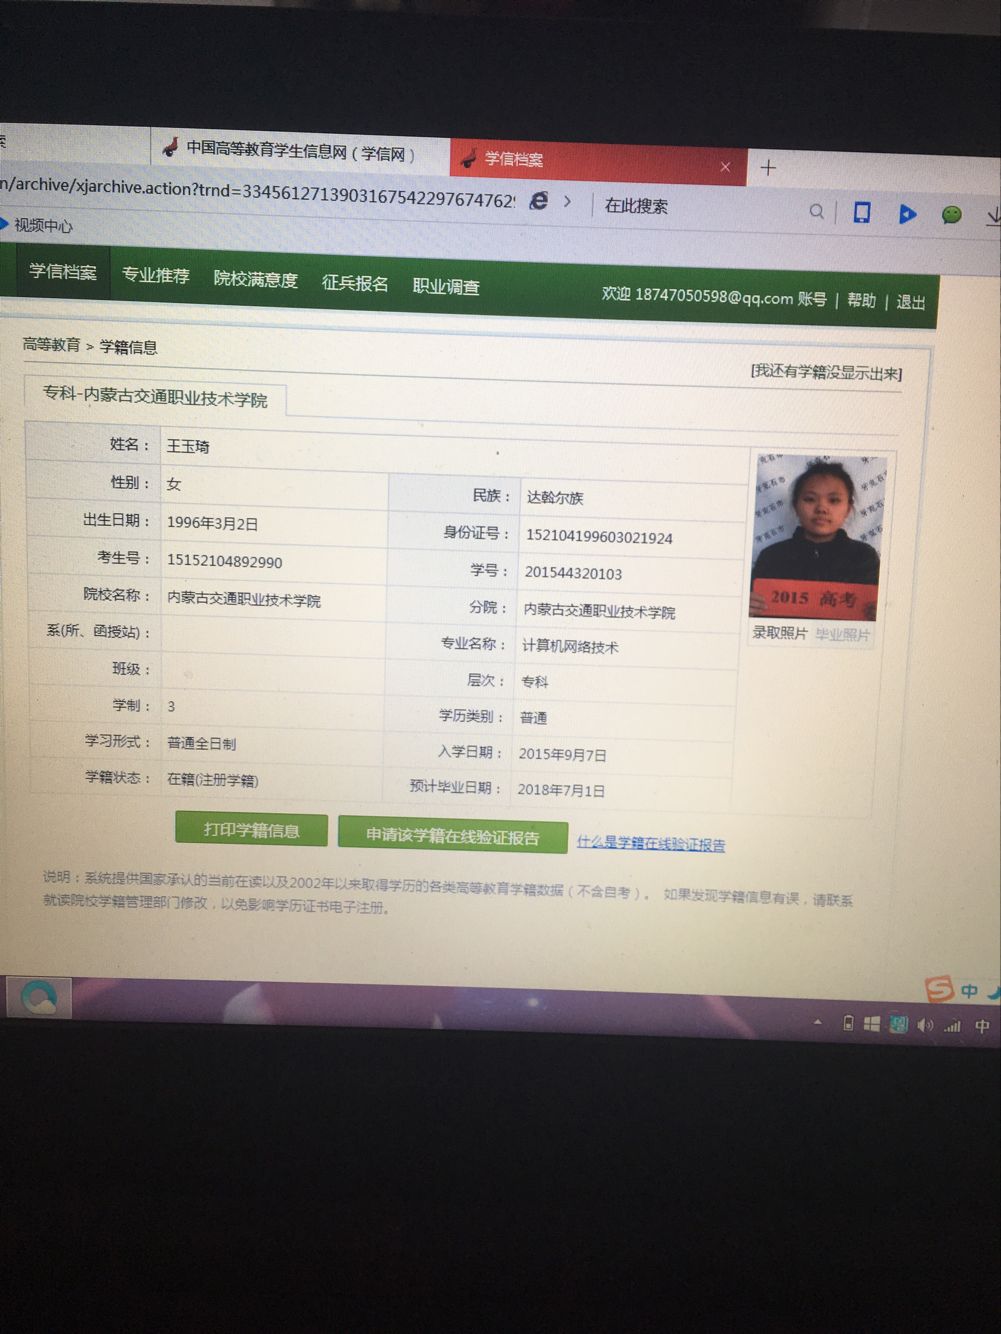 索
中国高等教育学生信息网（学信网）
学信档案
n/archive/xjarchive.action?trnd=33456127139031675422976747629
在此搜索
视频中心
学信档案 专业推荐 院校满意度 征兵报名 职业调查
欢迎 18747050598@qq.com 账号 | 帮助 | 退出
高等教育 > 学籍信息
[我还有学籍没显示出来]
专科-内蒙古交通职业技术学院
姓名： 王玉琦
性别： 女 民族： 达斡尔族
出生日期： 1996年3月2日 身份证号： 152104199603021924
考生号： 15152104892990 学号： 201544320103
院校名称： 内蒙古交通职业技术学院 分院： 内蒙古交通职业技术学院
系(所、函授站)： 专业名称： 计算机网络技术
班级： 层次： 专科
学制： 3 学历类别： 普通
学习形式： 普通全日制 入学日期： 2015年9月7日
学籍状态： 在籍(注册学籍) 预计毕业日期： 2018年7月1日
牙克石市
2015 高考
录取照片 毕业照片
打印学籍信息 申请该学籍在线验证报告 什么是学籍在线验证报告
说明：系统提供国家承认的当前在读以及2002年以来取得学历的各类高等教育学籍数据（不含自考）。 如果发现学籍信息有误，请联系
就读院校学籍管理部门修改，以免影响学历证书电子注册。
中
中